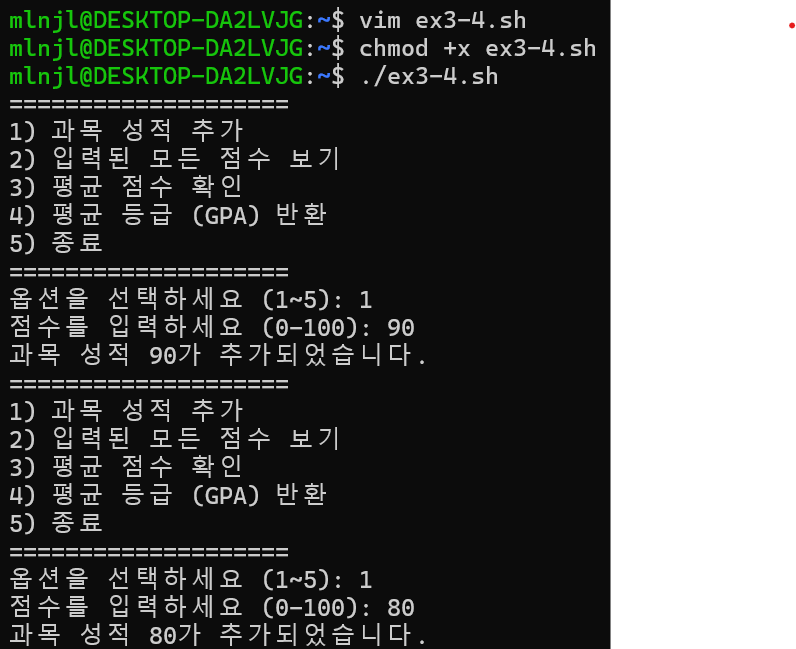 mlnjl@DESKTOP-DA2LVJG:~$ vim ex3-4.sh
mlnjl@DESKTOP-DA2LVJG:~$ chmod +x ex3-4.sh
mlnjl@DESKTOP-DA2LVJG:~$ ./ex3-4.sh
====================
1) 과목 성적 추가
2) 입력된 모든 점수 보기
3) 평균 점수 확인
4) 평균 등급 (GPA) 반환
5) 종료
====================
옵션을 선택하세요 (1~5): 1
점수를 입력하세요 (0-100): 90
과목 성적 90가 추가되었습니다.
====================
1) 과목 성적 추가
2) 입력된 모든 점수 보기
3) 평균 점수 확인
4) 평균 등급 (GPA) 반환
5) 종료
====================
옵션을 선택하세요 (1~5): 1
점수를 입력하세요 (0-100): 80
과목 성적 80가 추가되었습니다.